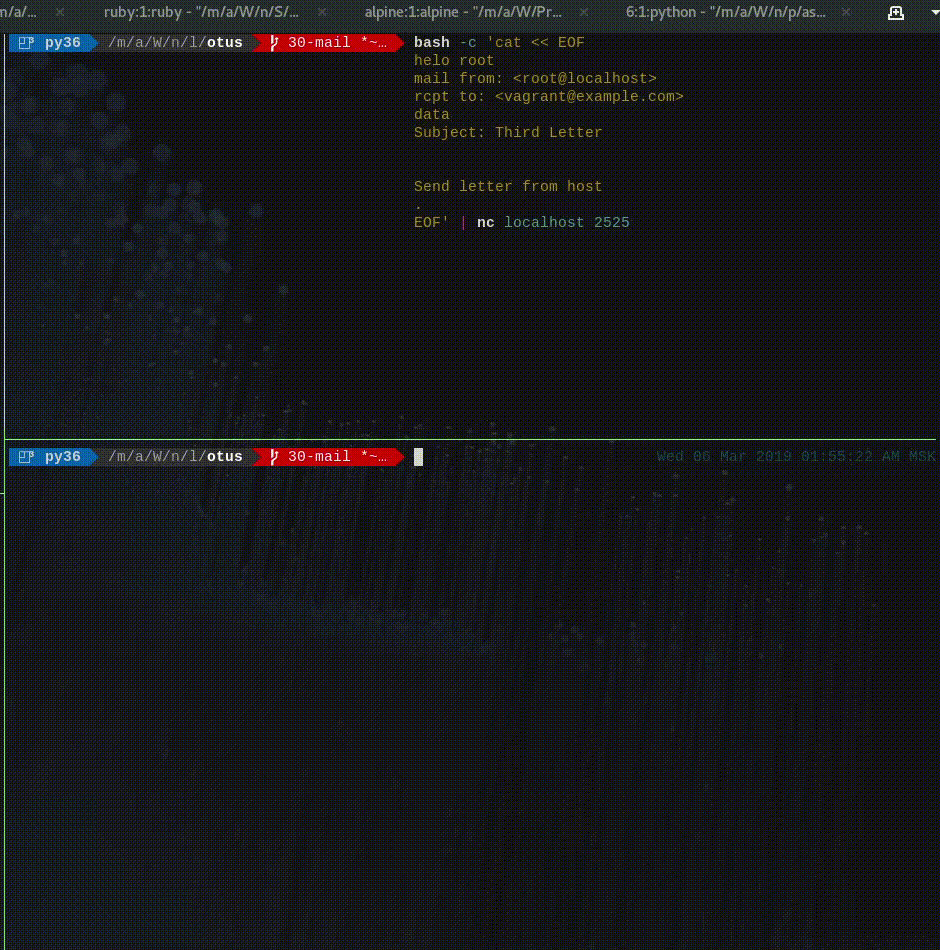 m/a/... × ruby:1:ruby - "/m/a/W/n/S/... × alpine:1:alpine - "/m/a/W/Pr... × 6:1:python - "/m/a/W/n/p/as... ×
py36 /m/a/W/n/l/otus 30-mail *~… bash -c 'cat << EOF
helo root
mail from: <root@localhost>
rcpt to: <vagrant@example.com>
data
Subject: Third Letter
Send letter from host
.
EOF' | nc localhost 2525
py36 /m/a/W/n/l/otus 30-mail *~… Wed 06 Mar 2019 01:55:22 AM MSK